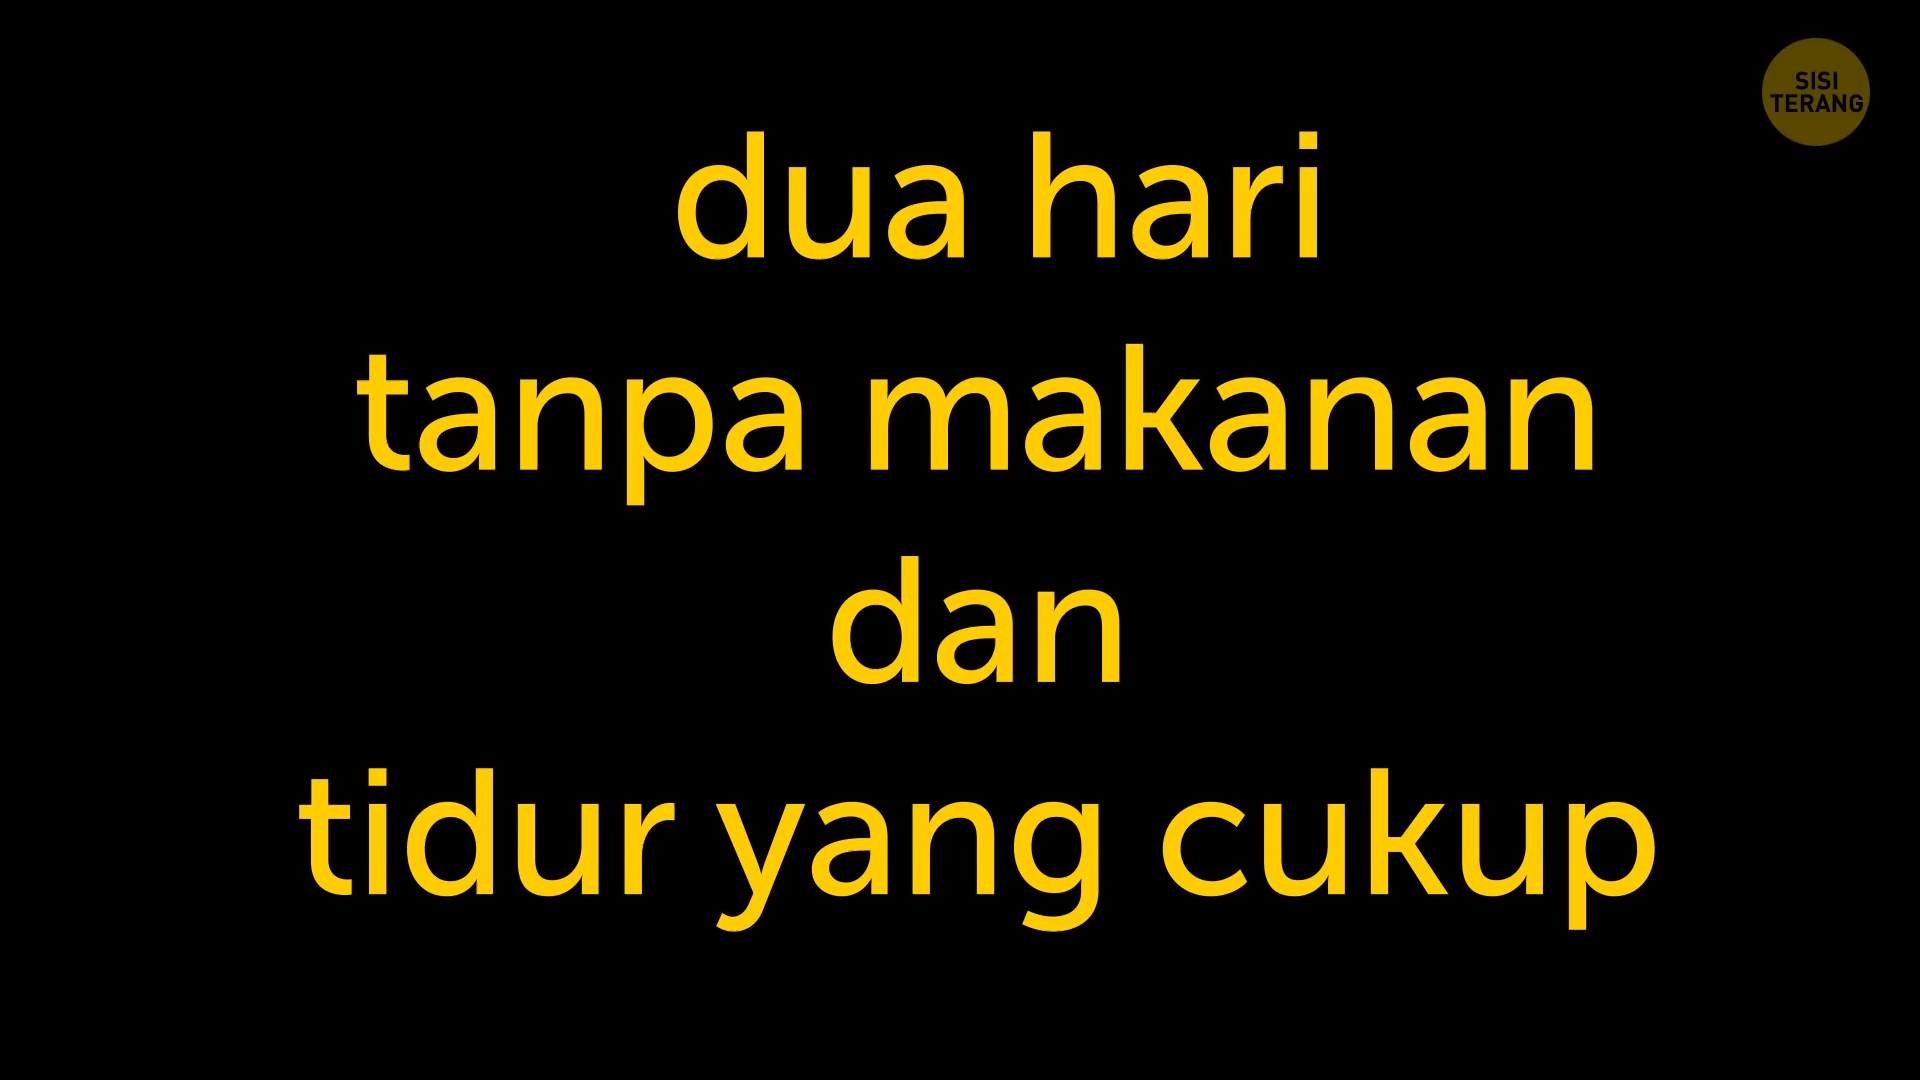 SISI
TERANG
dua hari
tanpa makanan
dan
tidur yang cukup